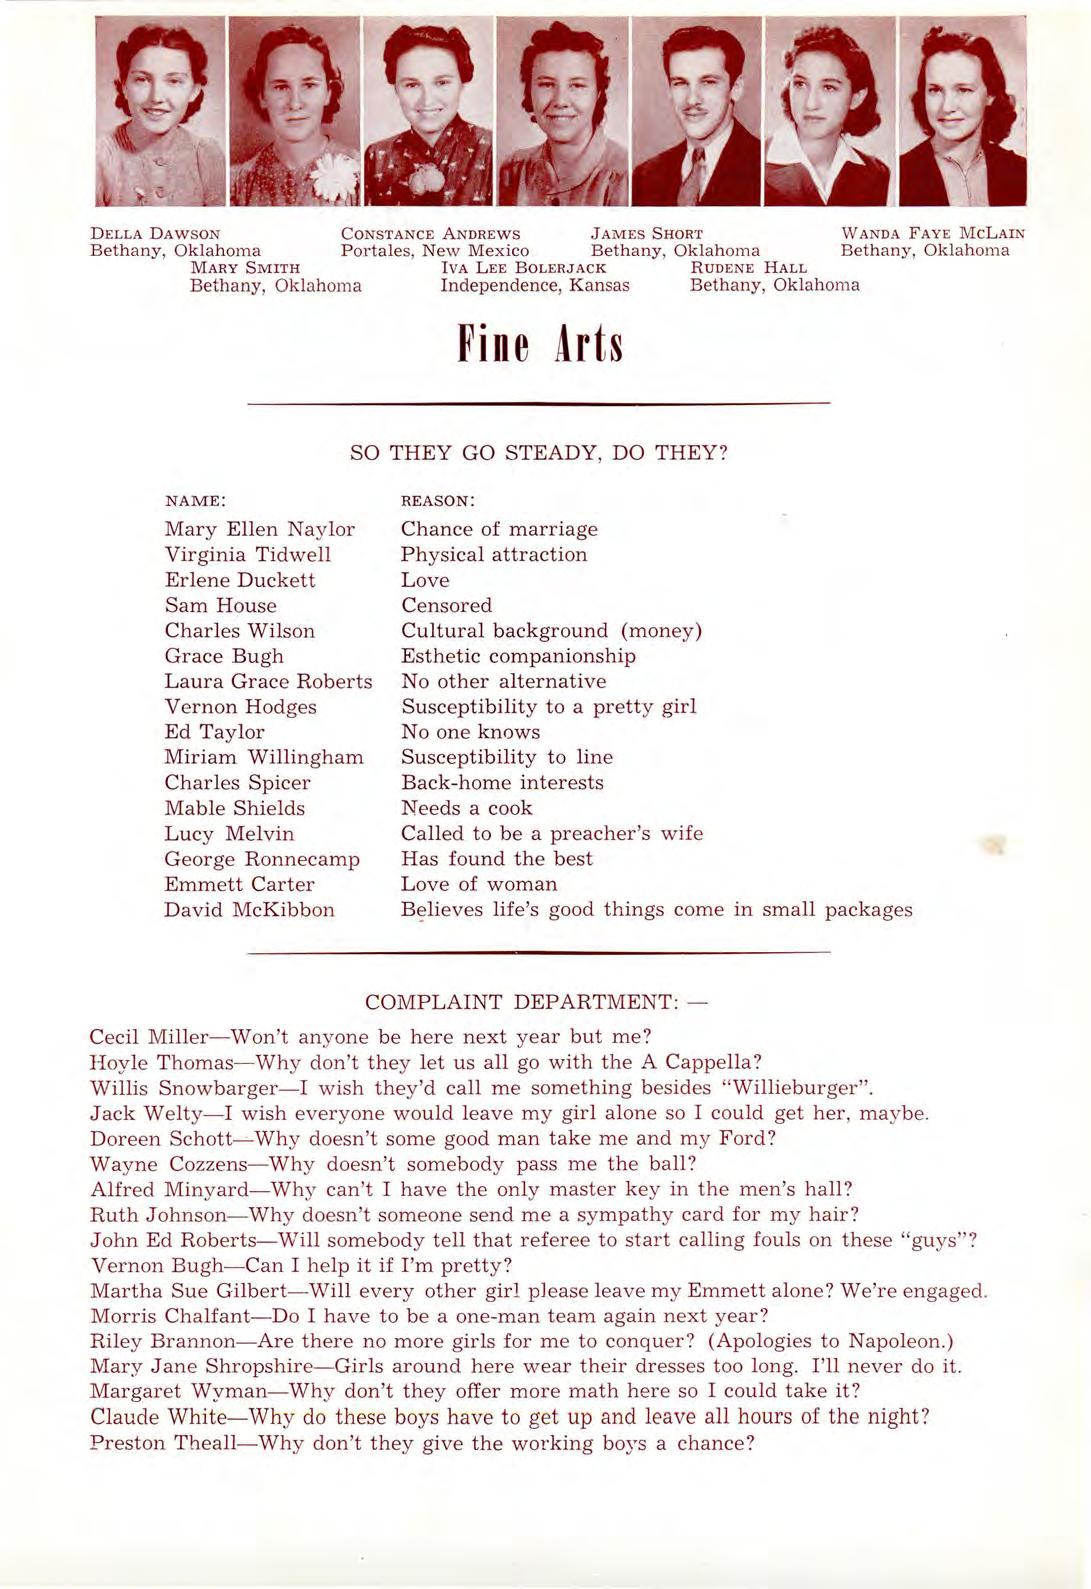 DELLA DAWSON CONSTANCE ANDREWS JAMES SHORT WANDA FAYE MCLAIN
Bethany, Oklahoma Portales, New Mexico Bethany, Oklahoma Bethany, Oklahoma
MARY SMITH IVA LEE BOLERJACK RUDENE HALL
Bethany, Oklahoma Independence, Kansas Bethany, Oklahoma
Fine Arts
SO THEY GO STEADY, DO THEY?
NAME: REASON:
Mary Ellen Naylor Chance of marriage
Virginia Tidwell Physical attraction
Erlene Duckett Love
Sam House Censored
Charles Wilson Cultural background (money)
Grace Bugh Esthetic companionship
Laura Grace Roberts No other alternative
Vernon Hodges Susceptibility to a pretty girl
Ed Taylor No one knows
Miriam Willingham Susceptibility to line
Charles Spicer Back-home interests
Mable Shields Needs a cook
Lucy Melvin Called to be a preacher's wife
George Ronnecamp Has found the best
Emmett Carter Love of woman
David McKibbon Believes life's good things come in small packages
COMPLAINT DEPARTMENT: —
Cecil Miller—Won't anyone be here next year but me?
Hoyle Thomas—Why don't they let us all go with the A Cappella?
Willis Snowbarger—I wish they'd call me something besides “Willieburger”.
Jack Welty—I wish everyone would leave my girl alone so I could get her, maybe.
Doreen Schott—Why doesn't some good man take me and my Ford?
Wayne Cozzens—Why doesn't somebody pass me the ball?
Alfred Minyard—Why can't I have the only master key in the men's hall?
Ruth Johnson—Why doesn't someone send me a sympathy card for my hair?
John Ed Roberts—Will somebody tell that referee to start calling fouls on these “guys”?
Vernon Bugh—Can I help it if I'm pretty?
Martha Sue Gilbert—Will every other girl please leave my Emmett alone? We're engaged.
Morris Chalfant—Do I have to be a one-man team again next year?
Riley Brannon—Are there no more girls for me to conquer? (Apologies to Napoleon.)
Mary Jane Shropshire—Girls around here wear their dresses too long. I'll never do it.
Margaret Wyman—Why don't they offer more math here so I could take it?
Claude White—Why do these boys have to get up and leave all hours of the night?
Preston Theall—Why don't they give the working boys a chance?